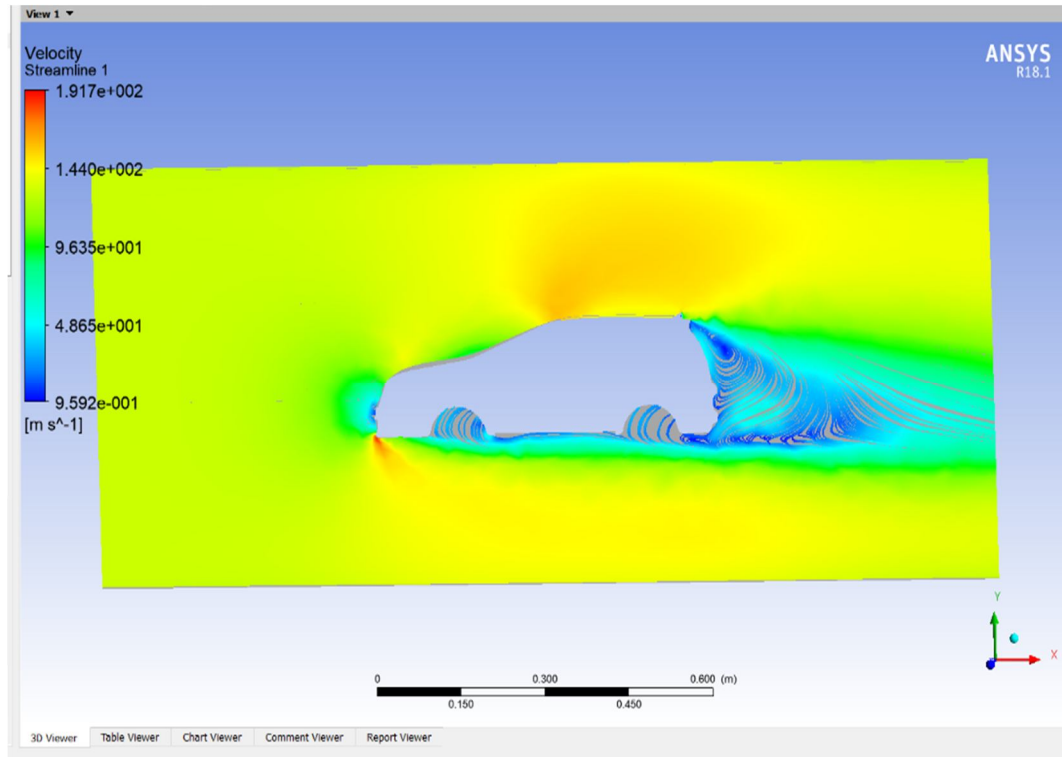 View 1
Velocity
Streamline 1
ANSYS
R18.1
1.917e+002
1.440e+002
9.635e+001
4.865e+001
9.592e-001
[m s^-1]
Y
X
0 0.300 0.600 (m)
0.150 0.450
3D Viewer Table Viewer Chart Viewer Comment Viewer Report Viewer